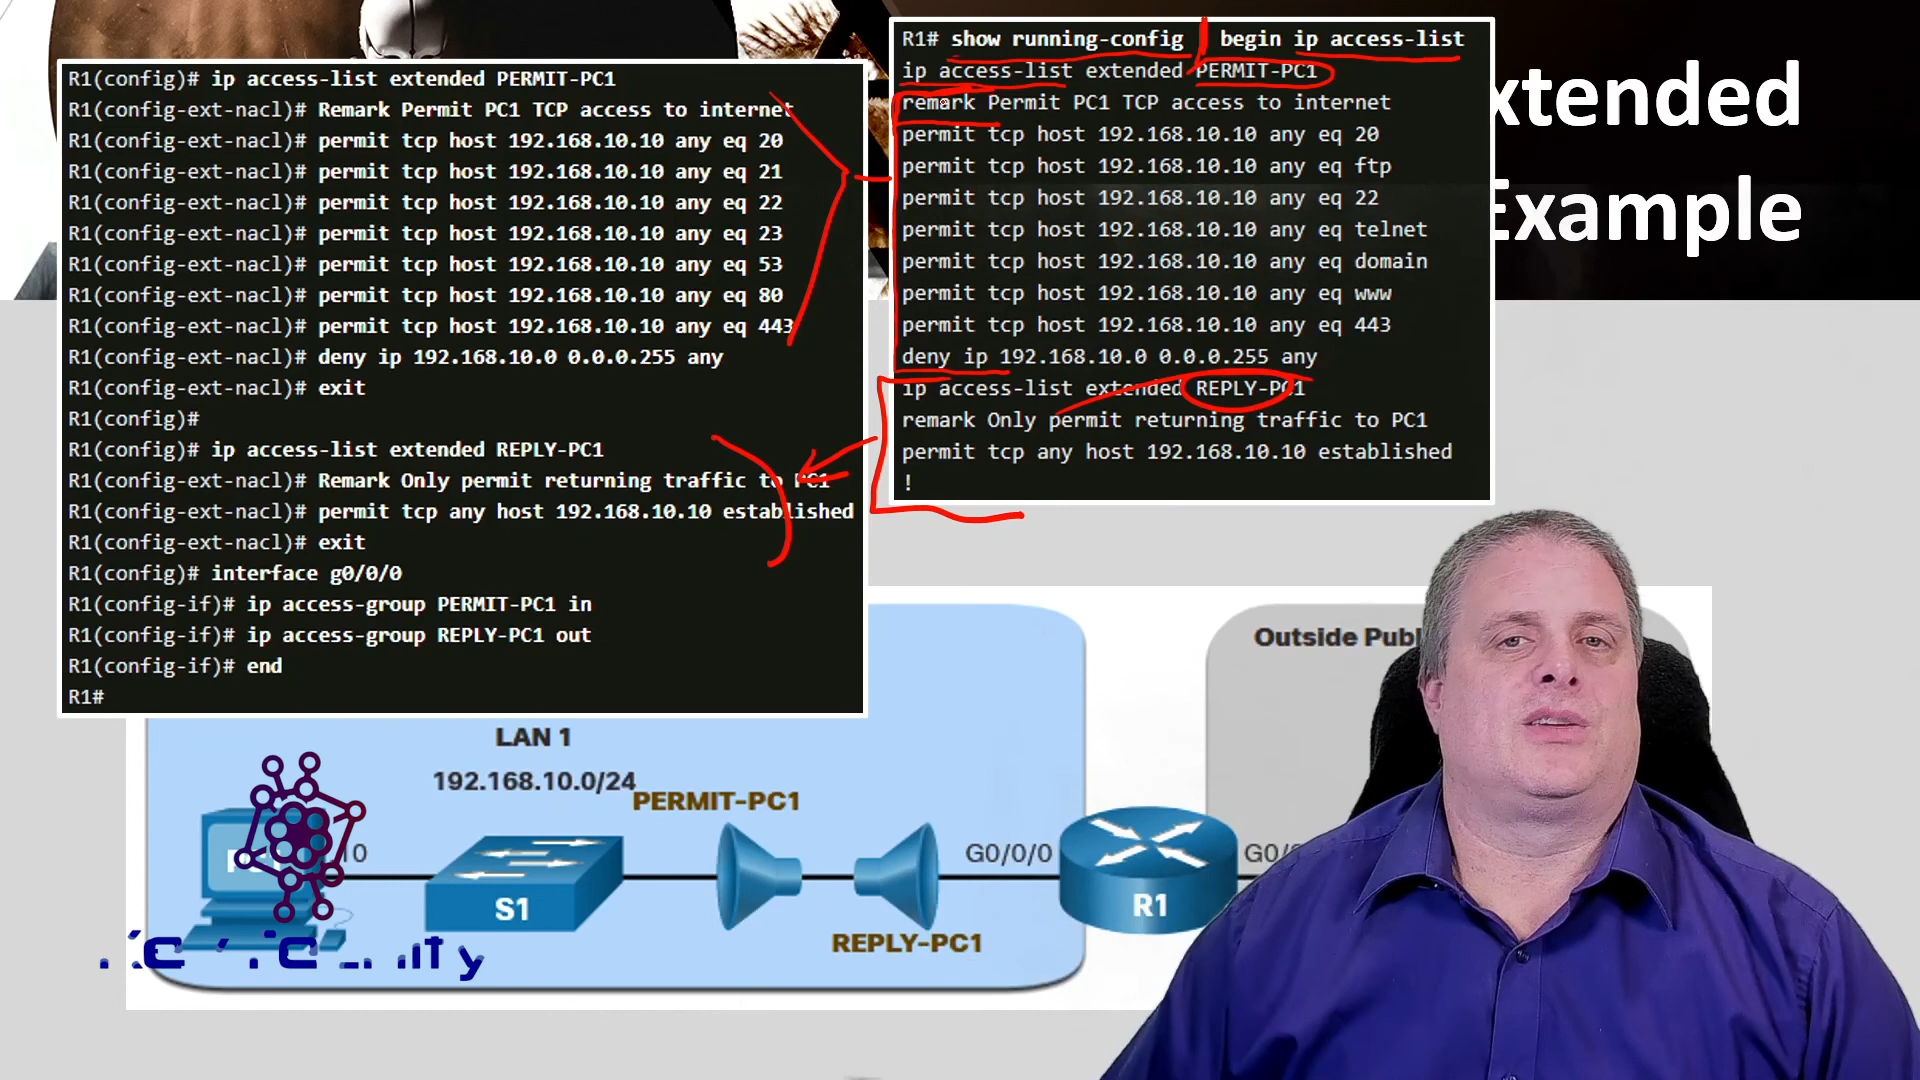 R1(config)# ip access-list extended PERMIT-PC1
R1(config-ext-nacl)# Remark Permit PC1 TCP access to internet
R1(config-ext-nacl)# permit tcp host 192.168.10.10 any eq 20
R1(config-ext-nacl)# permit tcp host 192.168.10.10 any eq 21
R1(config-ext-nacl)# permit tcp host 192.168.10.10 any eq 22
R1(config-ext-nacl)# permit tcp host 192.168.10.10 any eq 23
R1(config-ext-nacl)# permit tcp host 192.168.10.10 any eq 53
R1(config-ext-nacl)# permit tcp host 192.168.10.10 any eq 80
R1(config-ext-nacl)# permit tcp host 192.168.10.10 any eq 443
R1(config-ext-nacl)# deny ip 192.168.10.0 0.0.0.255 any
R1(config-ext-nacl)# exit
R1(config)#
R1(config)# ip access-list extended REPLY-PC1
R1(config-ext-nacl)# Remark Only permit returning traffic to PC1
R1(config-ext-nacl)# permit tcp any host 192.168.10.10 established
R1(config-ext-nacl)# exit
R1(config)# interface g0/0/0
R1(config-if)# ip access-group PERMIT-PC1 in
R1(config-if)# ip access-group REPLY-PC1 out
R1(config-if)# end
R1#
R1# show running-config | begin ip access-list
ip access-list extended PERMIT-PC1
remark Permit PC1 TCP access to internet
permit tcp host 192.168.10.10 any eq 20
permit tcp host 192.168.10.10 any eq ftp
permit tcp host 192.168.10.10 any eq 22
permit tcp host 192.168.10.10 any eq telnet
permit tcp host 192.168.10.10 any eq domain
permit tcp host 192.168.10.10 any eq www
permit tcp host 192.168.10.10 any eq 443
deny ip 192.168.10.0 0.0.0.255 any
ip access-list extended REPLY-PC1
remark Only permit returning traffic to PC1
permit tcp any host 192.168.10.10 established
!
xtended
Example
LAN 1
192.168.10.0/24
PERMIT-PC1
REPLY-PC1
10
S1
G0/0/0
R1
G0/
Outside Publ